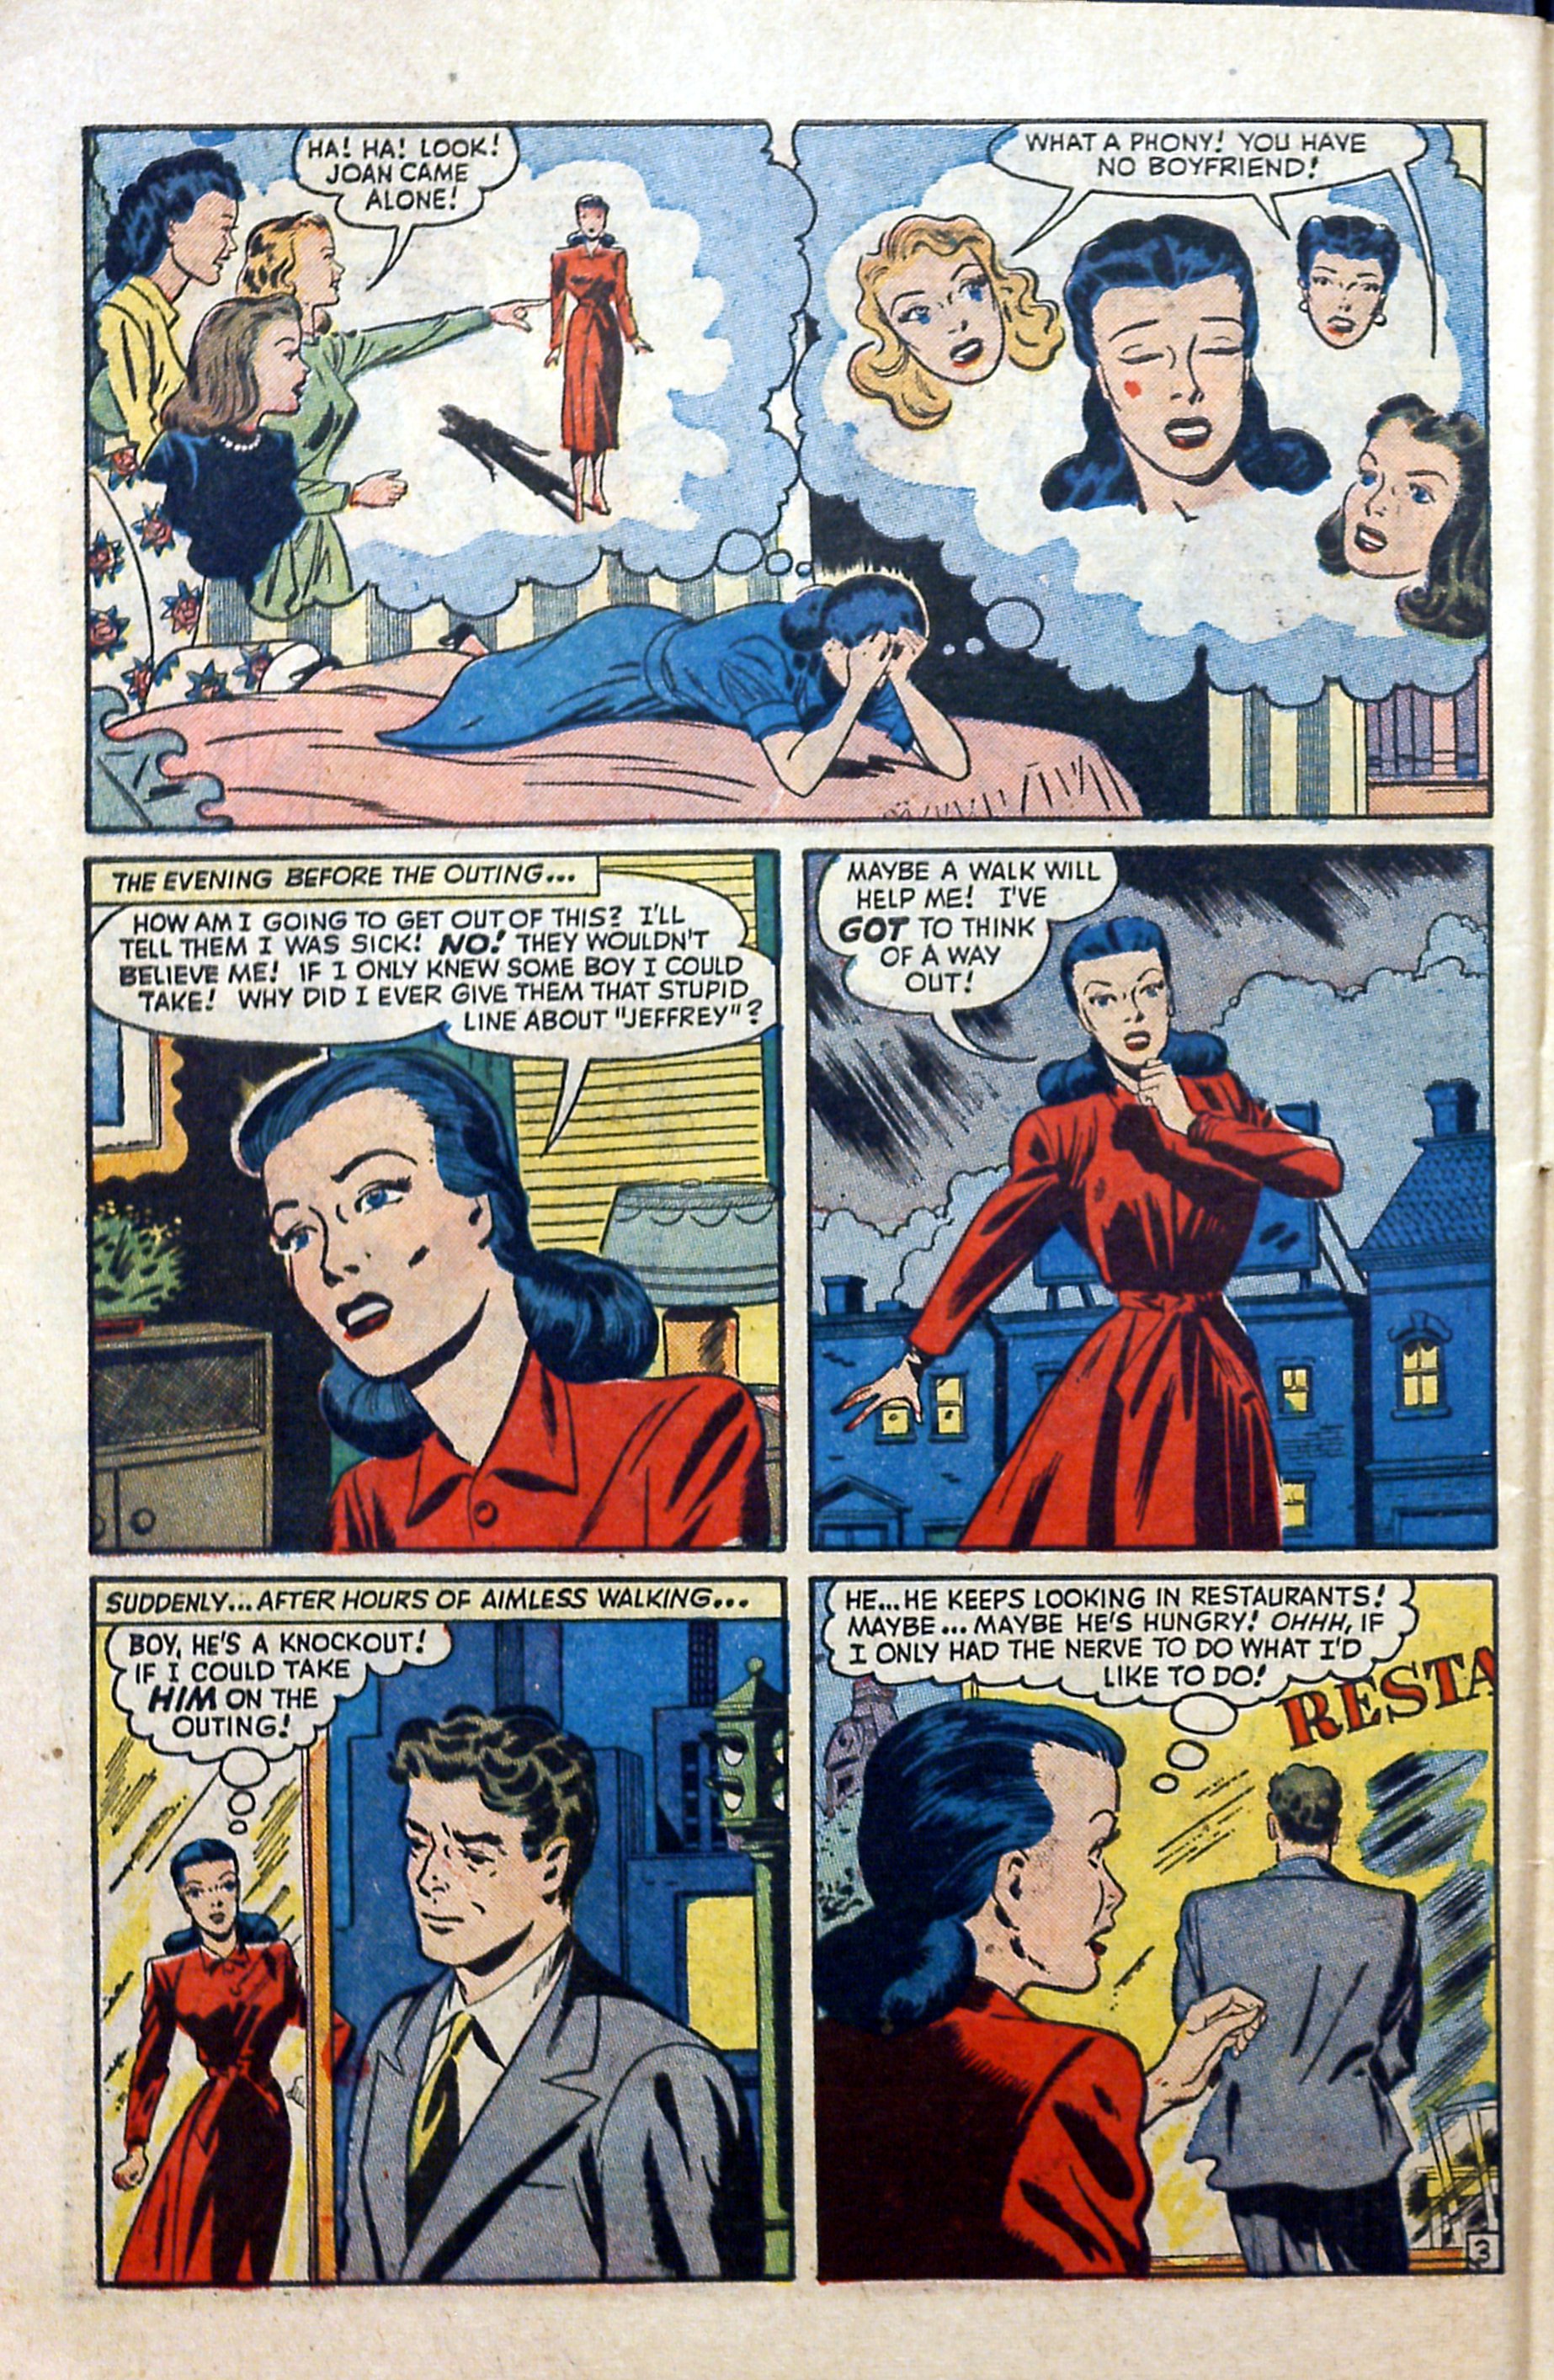 HA! HA! LOOK!
JOAN CAME
ALONE!
WHAT A PHONY! YOU HAVE
NO BOYFRIEND!
THE EVENING BEFORE THE OUTING...
HOW AM I GOING TO GET OUT OF THIS? I'LL
TELL THEM I WAS SICK! NO! THEY WOULDN'T
BELIEVE ME! IF I ONLY KNEW SOME BOY I COULD
TAKE! WHY DID I EVER GIVE THEM THAT STUPID
LINE ABOUT "JEFFREY"?
MAYBE A WALK WILL
HELP ME! I'VE
GOT TO THINK
OF A WAY
OUT!
SUDDENLY...AFTER HOURS OF AIMLESS WALKING...
BOY, HE'S A KNOCKOUT!
IF I COULD TAKE
HIM ON THE
OUTING!
HE...HE KEEPS LOOKING IN RESTAURANTS!
MAYBE... MAYBE HE'S HUNGRY! OHHH, IF
I ONLY HAD THE NERVE TO DO WHAT I'D
LIKE TO DO!
RESTA
3